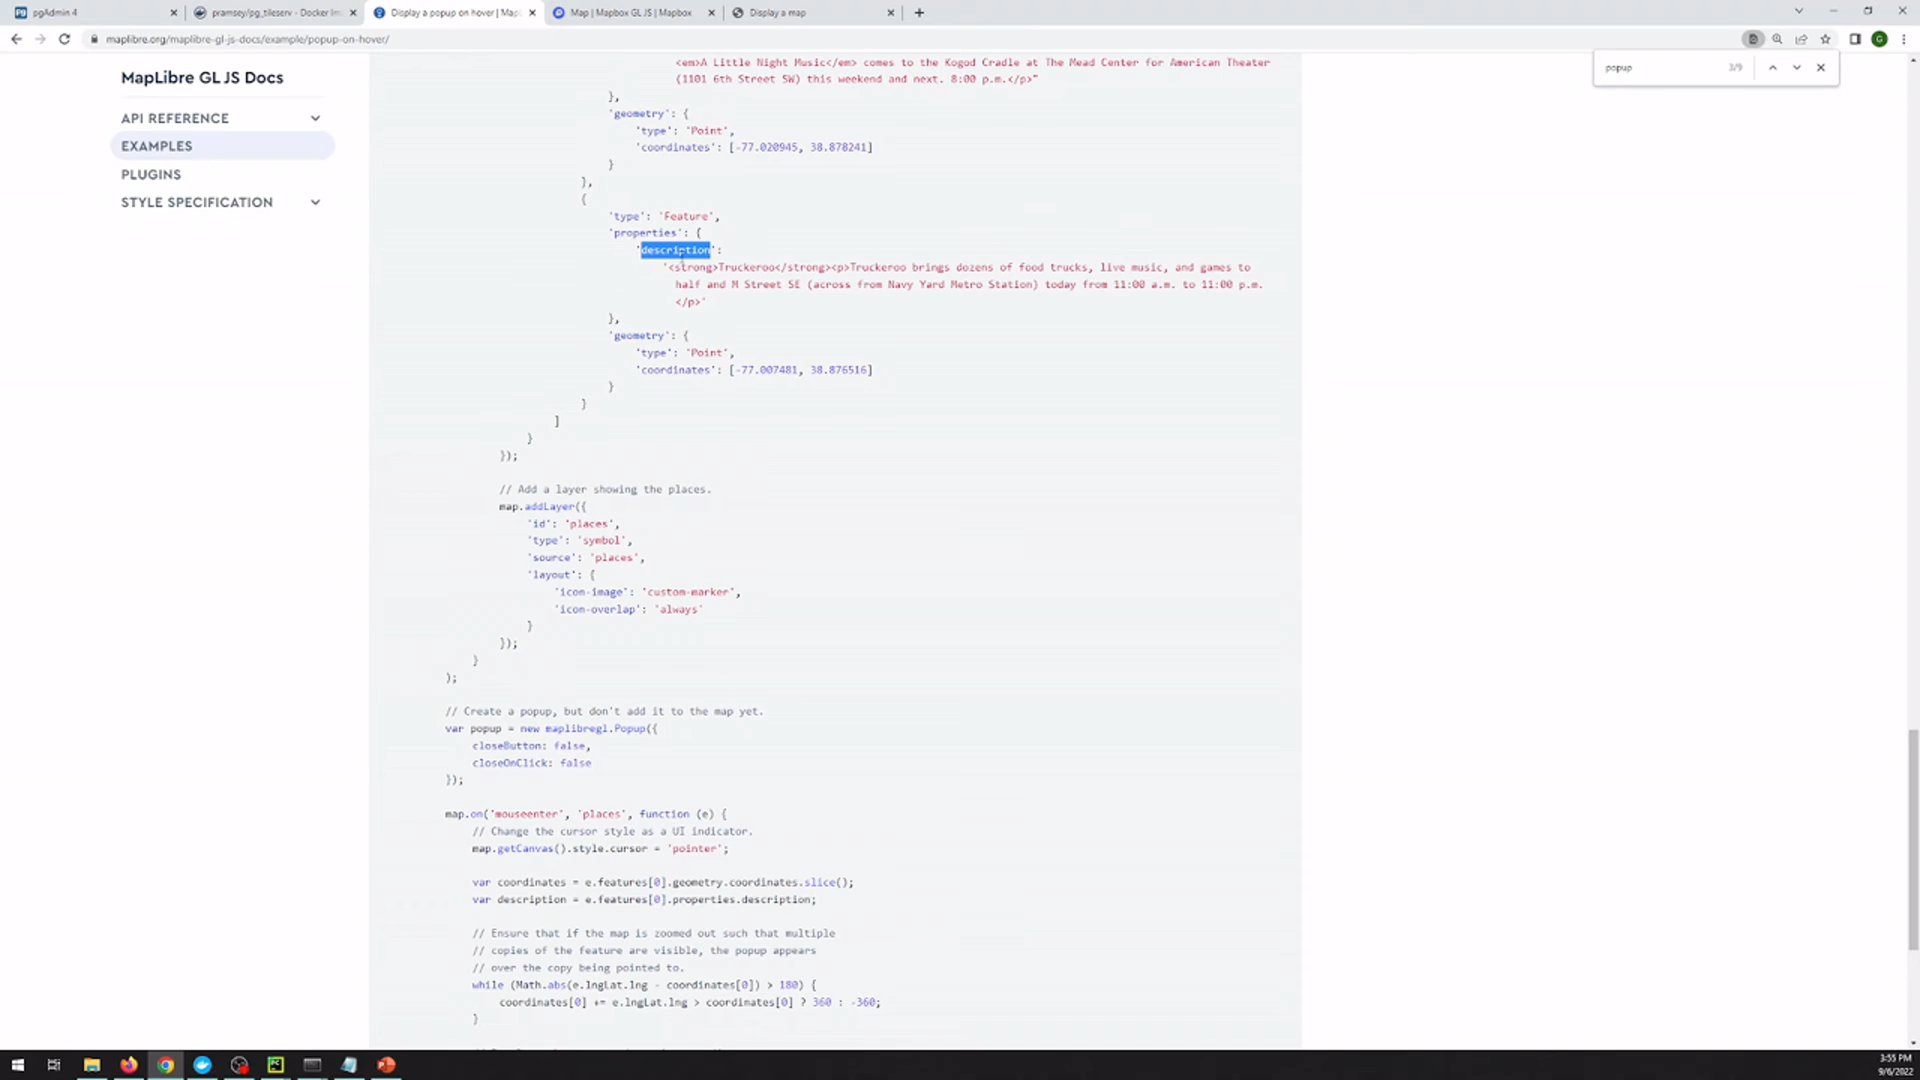 pgAdmin 4
pramsey/pg_tileserv - Docker Im
Display a popup on hover | Map
Map | Mapbox GL JS | Mapbox
Display a map
maplibre.org/maplibre-gl-js-docs/example/popup-on-hover/
popup
3/9
MapLibre GL JS Docs
API REFERENCE
EXAMPLES
PLUGINS
STYLE SPECIFICATION
<em>A Little Night Music</em> comes to the Kogod Cradle at The Mead Center for American Theater
(1101 6th Street SW) this weekend and next. 8:00 p.m.</p>"
},
'geometry': {
'type': 'Point',
'coordinates': [-77.020945, 38.878241]
}
},
{
'type': 'Feature',
'properties': {
'description':
'<strong>Truckeroo</strong><p>Truckeroo brings dozens of food trucks, live music, and games to
half and M Street SE (across from Navy Yard Metro Station) today from 11:00 a.m. to 11:00 p.m.
</p>'
},
'geometry': {
'type': 'Point',
'coordinates': [-77.007481, 38.876516]
}
}
]
}
});
// Add a layer showing the places.
map.addLayer({
'id': 'places',
'type': 'symbol',
'source': 'places',
'layout': {
'icon-image': 'custom-marker',
'icon-overlap': 'always'
}
});
}
);
// Create a popup, but don't add it to the map yet.
var popup = new maplibregl.Popup({
closeButton: false,
closeOnClick: false
});
map.on('mouseenter', 'places', function (e) {
// Change the cursor style as a UI indicator.
map.getCanvas().style.cursor = 'pointer';
var coordinates = e.features[0].geometry.coordinates.slice();
var description = e.features[0].properties.description;
// Ensure that if the map is zoomed out such that multiple
// copies of the feature are visible, the popup appears
// over the copy being pointed to.
while (Math.abs(e.lngLat.lng - coordinates[0]) > 180) {
coordinates[0] += e.lngLat.lng > coordinates[0] ? 360 : -360;
}
3:55 PM
9/6/2022